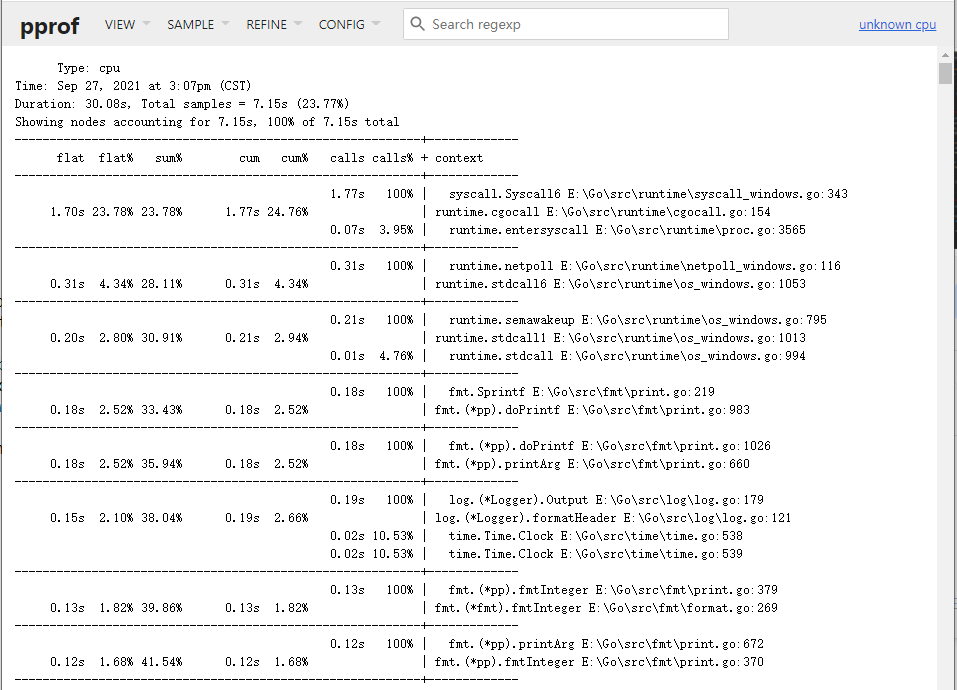 pprof VIEW SAMPLE REFINE CONFIG Search regexp unknown cpu
Type: cpu
Time: Sep 27, 2021 at 3:07pm (CST)
Duration: 30.08s, Total samples = 7.15s (23.77%)
Showing nodes accounting for 7.15s, 100% of 7.15s total
----------------------------------------------------------+-------------
flat flat% sum% cum cum% calls calls% + context
----------------------------------------------------------+-------------
1.77s 100% | syscall.Syscall6 E:\Go\src\runtime\syscall_windows.go:343
1.70s 23.78% 23.78% 1.77s 24.76% | runtime.cgocall E:\Go\src\runtime\cgocall.go:154
0.07s 3.95% | runtime.entersyscall E:\Go\src\runtime\proc.go:3565
----------------------------------------------------------+-------------
0.31s 100% | runtime.netpoll E:\Go\src\runtime\netpoll_windows.go:116
0.31s 4.34% 28.11% 0.31s 4.34% | runtime.stdcall6 E:\Go\src\runtime\os_windows.go:1053
----------------------------------------------------------+-------------
0.21s 100% | runtime.semawakeup E:\Go\src\runtime\os_windows.go:795
0.20s 2.80% 30.91% 0.21s 2.94% | runtime.stdcall1 E:\Go\src\runtime\os_windows.go:1013
0.01s 4.76% | runtime.stdcall E:\Go\src\runtime\os_windows.go:994
----------------------------------------------------------+-------------
0.18s 100% | fmt.Sprintf E:\Go\src\fmt\print.go:219
0.18s 2.52% 33.43% 0.18s 2.52% | fmt.(*pp).doPrintf E:\Go\src\fmt\print.go:983
----------------------------------------------------------+-------------
0.18s 100% | fmt.(*pp).doPrintf E:\Go\src\fmt\print.go:1026
0.18s 2.52% 35.94% 0.18s 2.52% | fmt.(*pp).printArg E:\Go\src\fmt\print.go:660
----------------------------------------------------------+-------------
0.19s 100% | log.(*Logger).Output E:\Go\src\log\log.go:179
0.15s 2.10% 38.04% 0.19s 2.66% | log.(*Logger).formatHeader E:\Go\src\log\log.go:121
0.02s 10.53% | time.Time.Clock E:\Go\src\time\time.go:538
0.02s 10.53% | time.Time.Clock E:\Go\src\time\time.go:539
----------------------------------------------------------+-------------
0.13s 100% | fmt.(*pp).fmtInteger E:\Go\src\fmt\print.go:379
0.13s 1.82% 39.86% 0.13s 1.82% | fmt.(*fmt).fmtInteger E:\Go\src\fmt\format.go:269
----------------------------------------------------------+-------------
0.12s 100% | fmt.(*pp).printArg E:\Go\src\fmt\print.go:672
0.12s 1.68% 41.54% 0.12s 1.68% | fmt.(*pp).fmtInteger E:\Go\src\fmt\print.go:370
----------------------------------------------------------+-------------